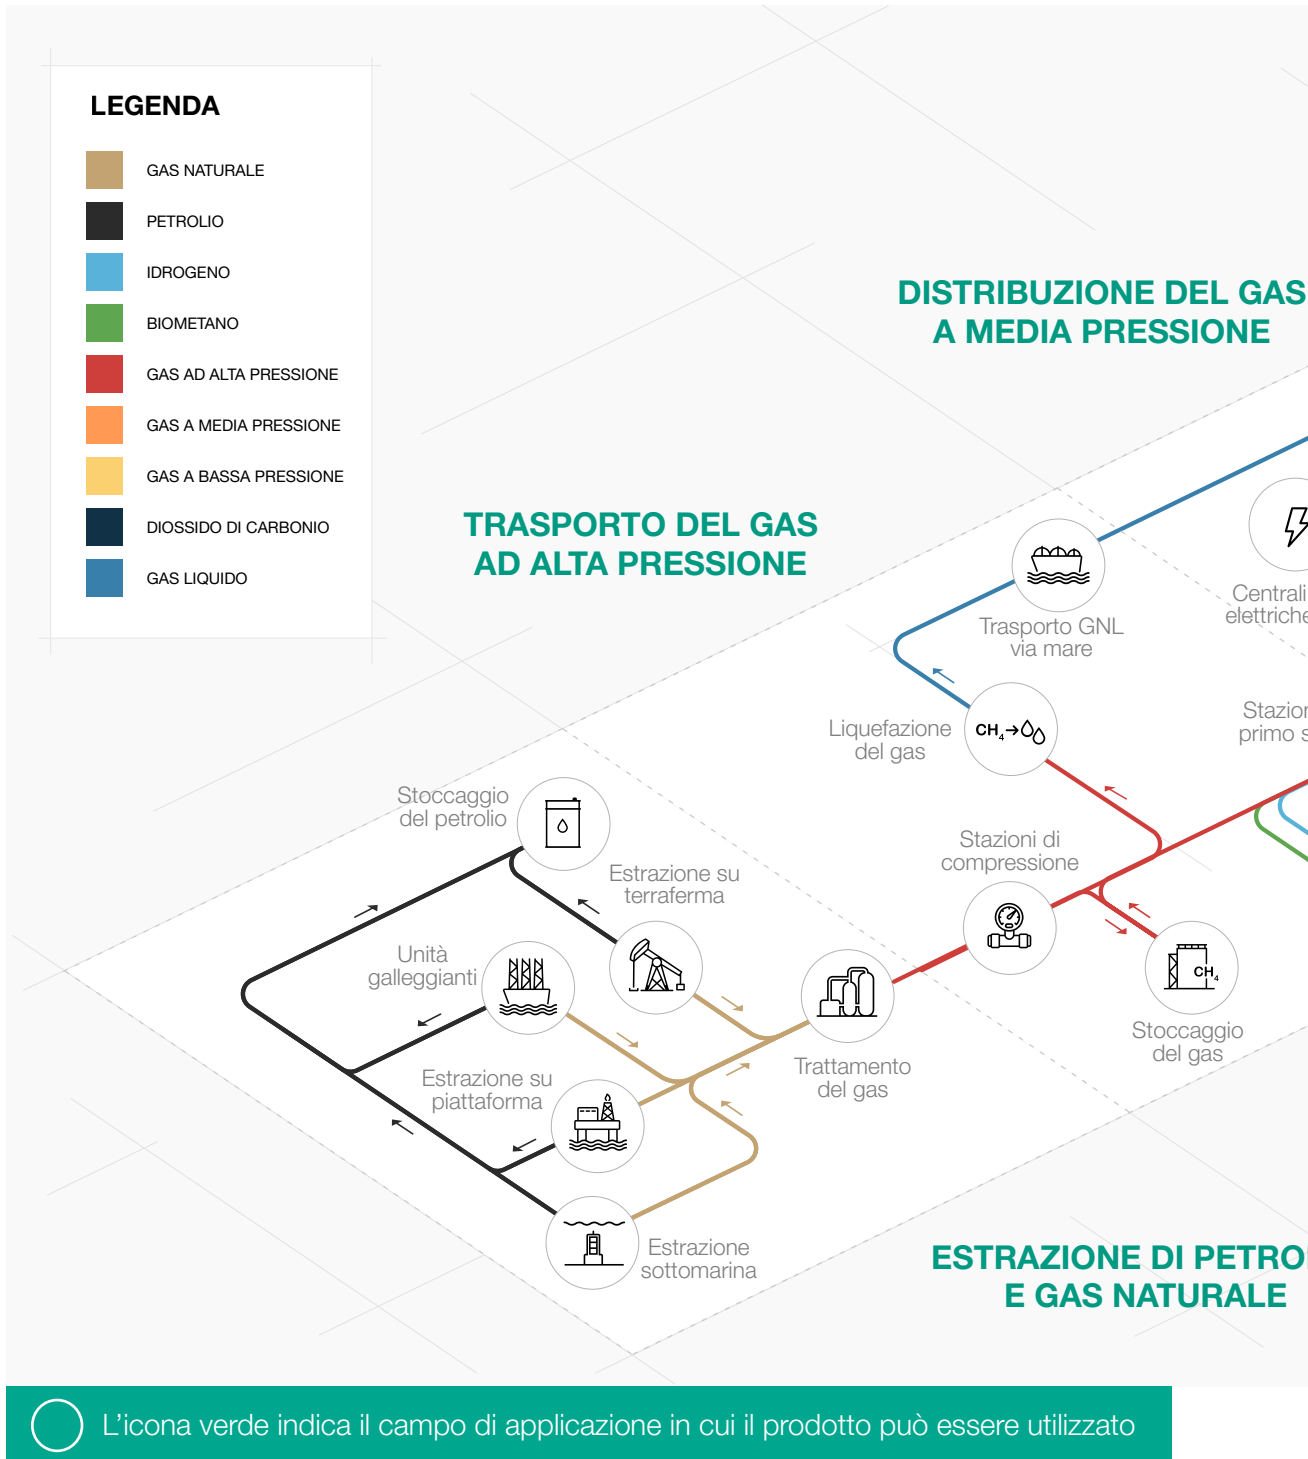 LEGENDA
GAS NATURALE
PETROLIO
IDROGENO
BIOMETANO
GAS AD ALTA PRESSIONE
GAS A MEDIA PRESSIONE
GAS A BASSA PRESSIONE
DIOSSIDO DI CARBONIO
GAS LIQUIDO
DISTRIBUZIONE DEL GAS
A MEDIA PRESSIONE
TRASPORTO DEL GAS
AD ALTA PRESSIONE
Centrali
elettriche
Trasporto GNL
via mare
Stazion
primo s
Liquefazione
del gas
CH₄→
Stoccaggio
del petrolio
Stazioni di
compressione
Estrazione su
terraferma
Unità
galleggianti
CH₄
Stoccaggio
del gas
Trattamento
del gas
Estrazione su
piattaforma
Estrazione
sottomarina
ESTRAZIONE DI PETROL
E GAS NATURALE
L'icona verde indica il campo di applicazione in cui il prodotto può essere utilizzato